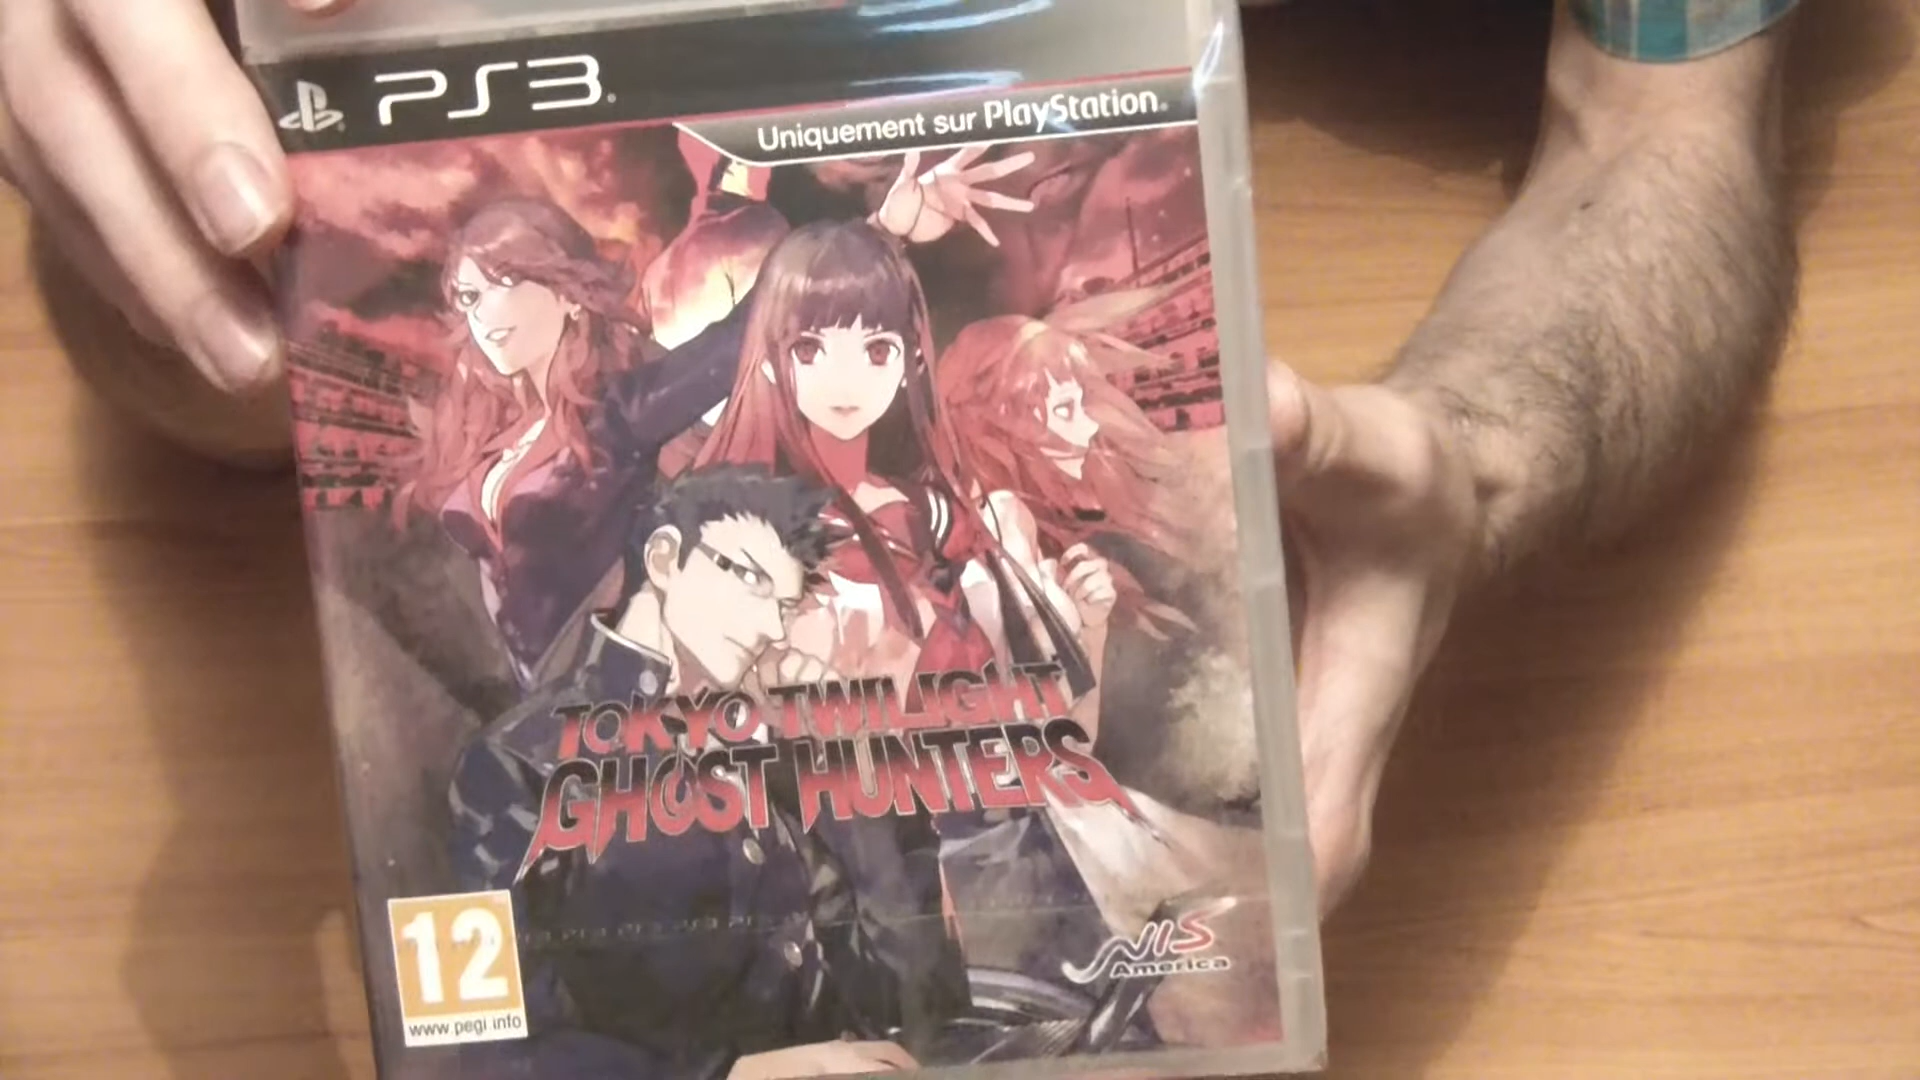 PS3
Uniquement sur PlayStation
TOKYO TWILIGHT
GHOST HUNTERS
12
www.pegi.info
NIS
America